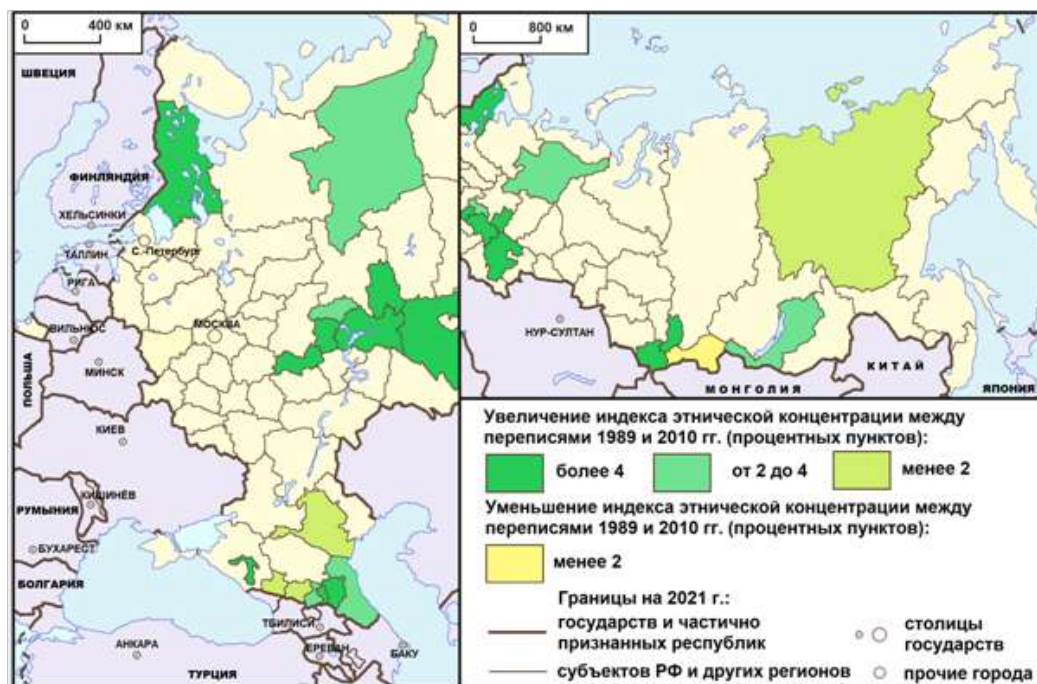 0 400 км
ШВЕЦИЯ
ФИНЛЯНДИЯ
ХЕЛЬСИНКИ
С.-Петербург
ТАЛЛИН
РИГА
ВИЛЬНЮС
МОСКВА
МИНСК
ПОЛЬША
КИЕВ
КИШИНЁВ
РУМЫНИЯ
БУХАРЕСТ
БОЛГАРИЯ
ТБИЛИСИ
ЕРЕВАН
БАКУ
АНКАРА
ТУРЦИЯ
0 800 км
НУР-СУЛТАН
МОНГОЛИЯ
КИТАЙ
ЯПОНИЯ
Увеличение индекса этнической концентрации между
переписями 1989 и 2010 гг. (процентных пунктов):
более 4 от 2 до 4 менее 2
Уменьшение индекса этнической концентрации между
переписями 1989 и 2010 гг. (процентных пунктов):
менее 2
Границы на 2021 г.:
государств и частично
признанных республик
столицы
государств
субъектов РФ и других регионов
прочие города